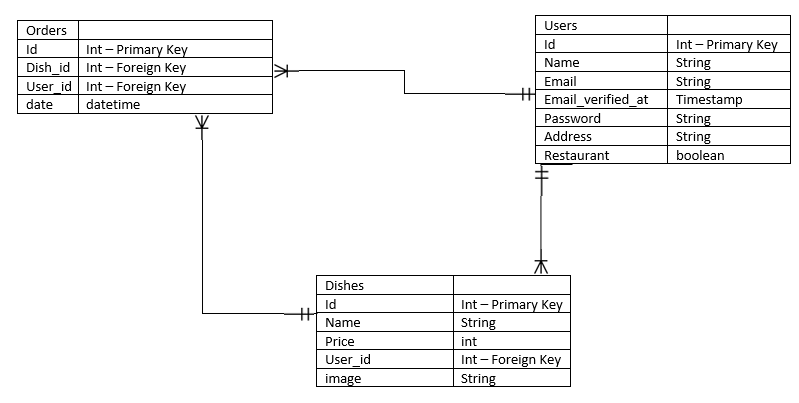 Orders
Id Int – Primary Key
Dish_id Int – Foreign Key
User_id Int – Foreign Key
date datetime
Users
Id Int – Primary Key
Name String
Email String
Email_verified_at Timestamp
Password String
Address String
Restaurant boolean
Dishes
Id Int – Primary Key
Name String
Price int
User_id Int – Foreign Key
image String